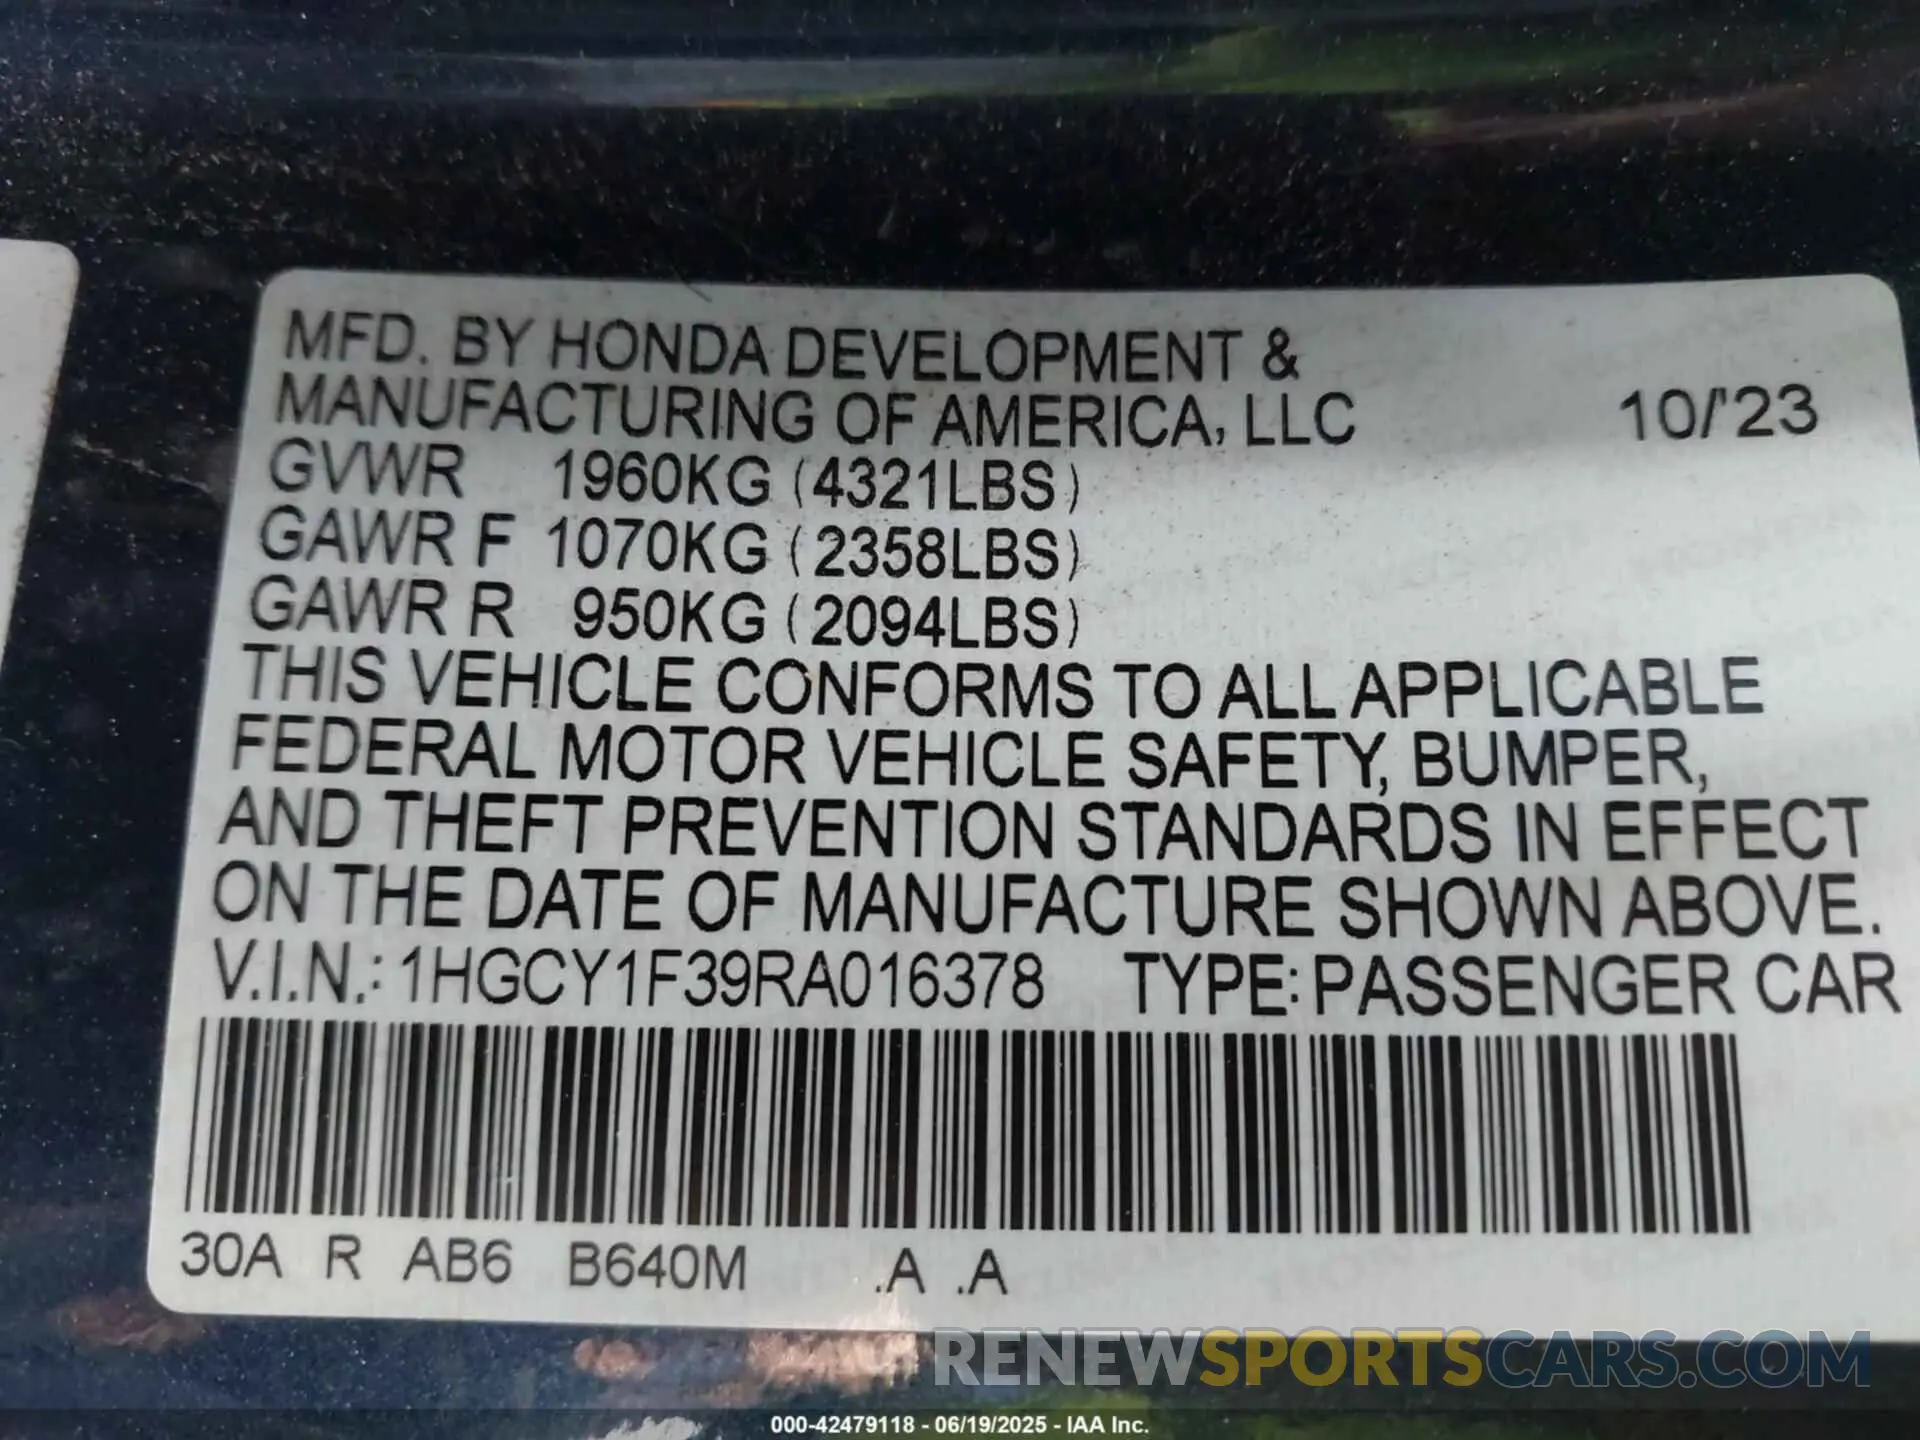 MFD. BY HONDA DEVELOPMENT &
MANUFACTURING OF AMERICA, LLC 10/'23
GVWR 1960KG (4321LBS)
GAWR F 1070KG (2358LBS)
GAWR R 950KG (2094LBS)
THIS VEHICLE CONFORMS TO ALL APPLICABLE
FEDERAL MOTOR VEHICLE SAFETY, BUMPER,
AND THEFT PREVENTION STANDARDS IN EFFECT
ON THE DATE OF MANUFACTURE SHOWN ABOVE.
V.I.N.: 1HGCY1F39RA016378 TYPE: PASSENGER CAR
30A R AB6 B640M .A .A
RENEWSPORTSCARS.COM
000-42479118 - 06/19/2025 - IAA Inc.